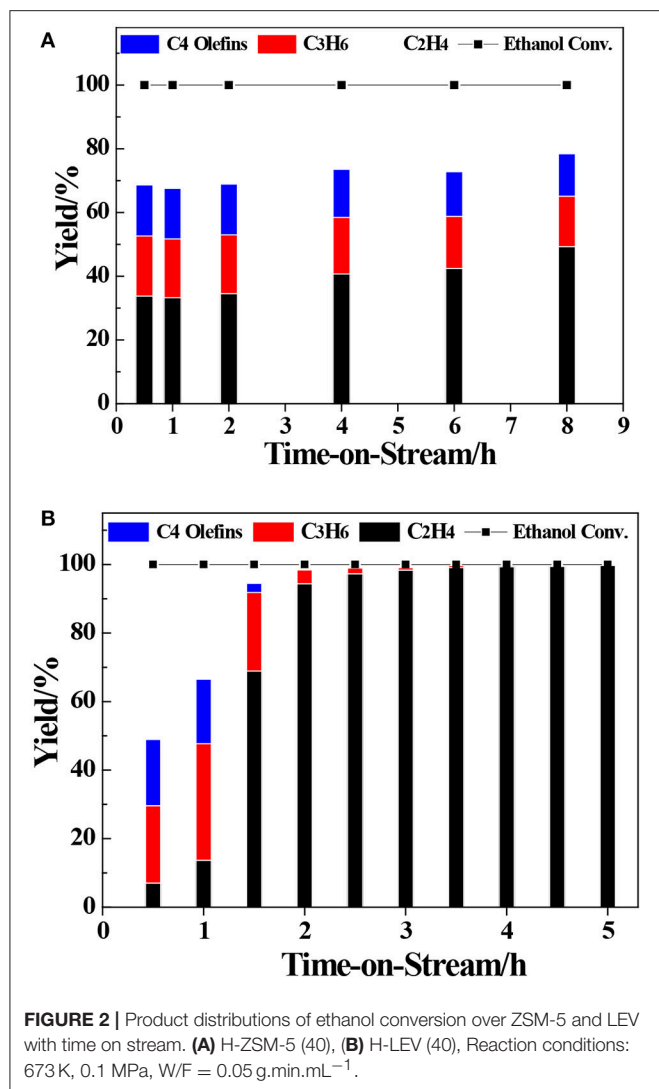 A
C4 Olefins C3H6 C2H4 Ethanol Conv.
100
80
60
40
20
0
Yield/%
0 1 2 3 4 5 6 7 8 9
Time-on-Stream/h
B
C4 Olefins C3H6 C2H4 Ethanol Conv.
100
80
60
40
20
0
Yield/%
0 1 2 3 4 5
Time-on-Stream/h
FIGURE 2 | Product distributions of ethanol conversion over ZSM-5 and LEV
with time on stream. (A) H-ZSM-5 (40), (B) H-LEV (40), Reaction conditions:
673 K, 0.1 MPa, W/F = 0.05 g.min.mL−1.